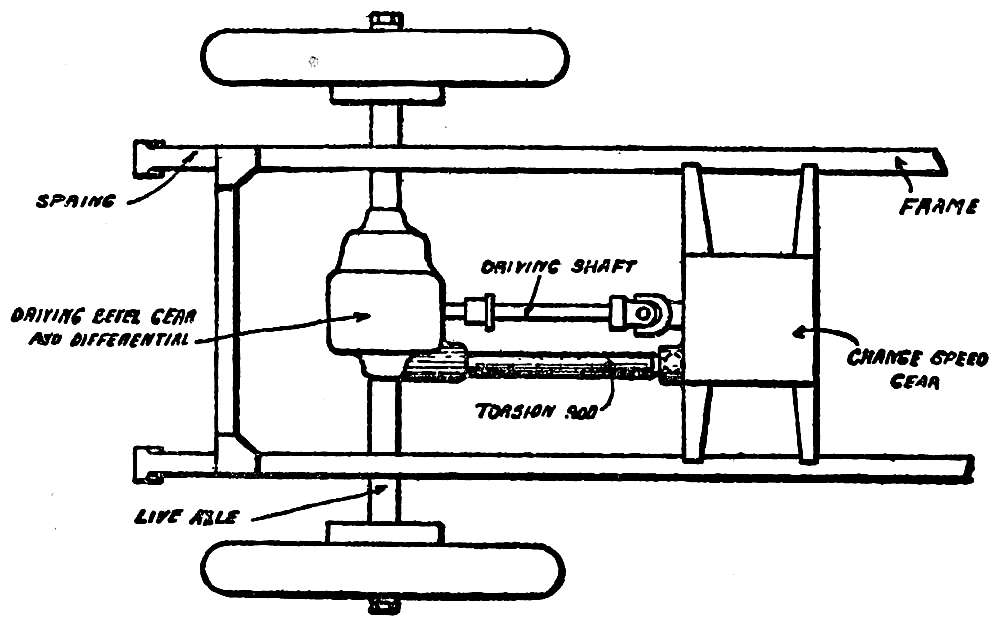 SPRING
FRAME
DRIVING SHAFT
DRIVING BEVEL GEAR
AND DIFFERENTIAL
CHANGE SPEED
GEAR
TORSION ROD
LIVE AXLE